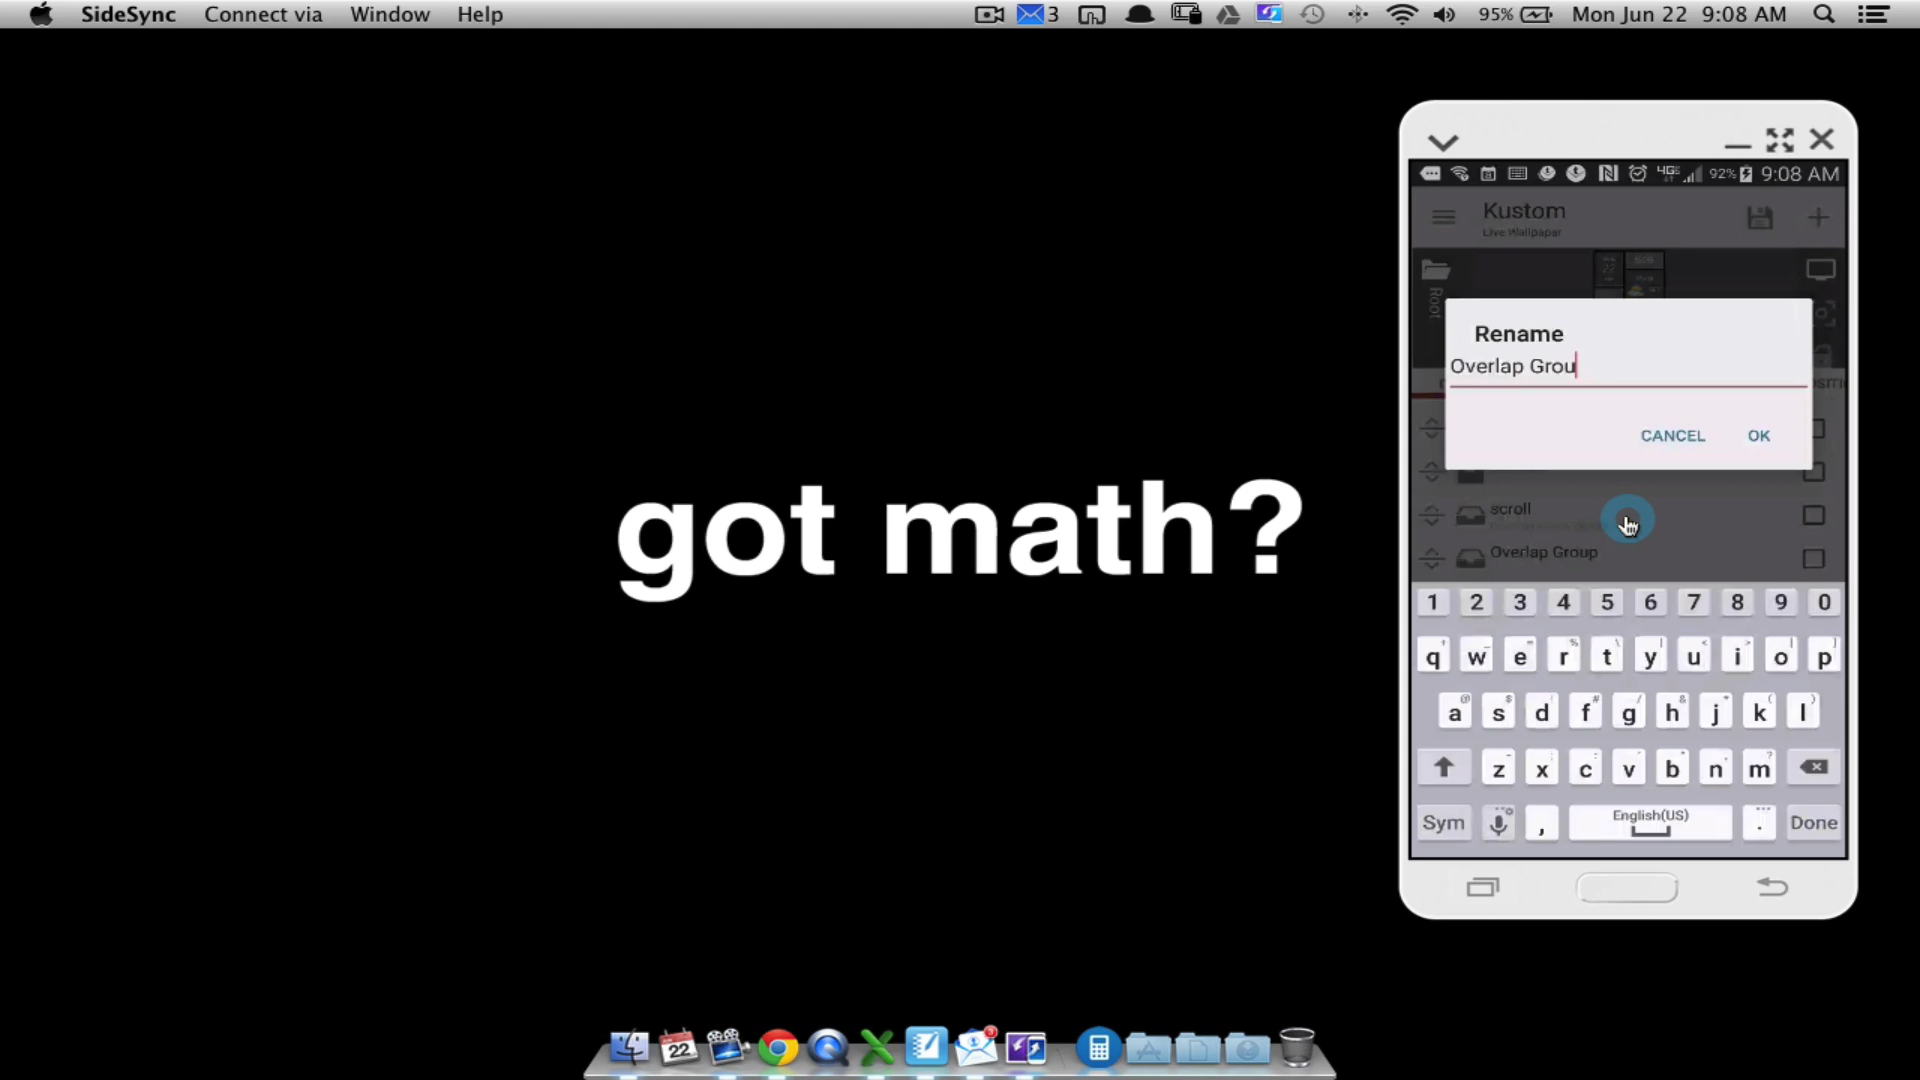 SideSync Connect via Window Help
3 95% Mon Jun 22 9:08 AM
got math?
92% 9:08 AM
Kustom
Live Wallpaper
Root
Rename
Overlap Grou
CANCEL OK
scroll
Overlap Group
1 2 3 4 5 6 7 8 9 0
q w e r t y u i o p
a s d f g h j k l
z x c v b n m
Sym , English(US) . Done
22 3